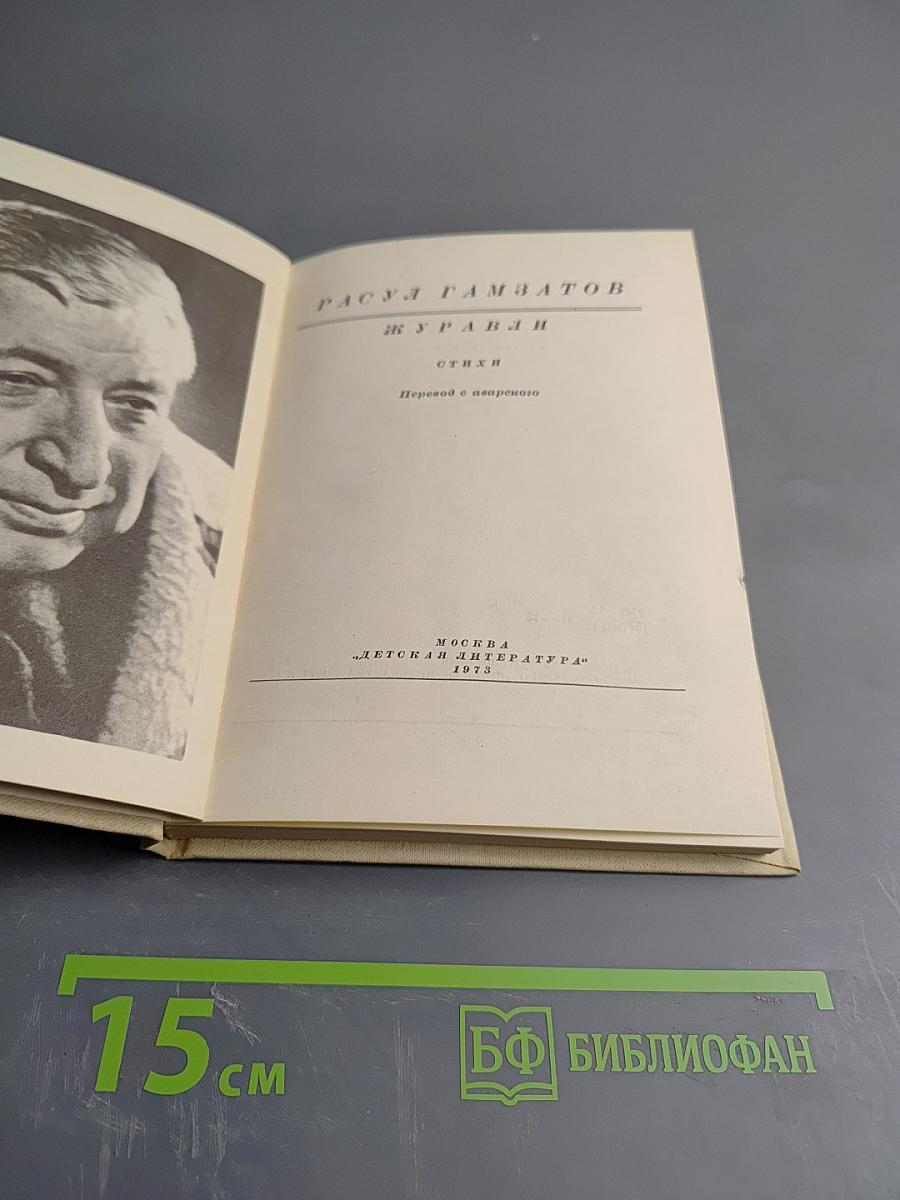 РАСУЛ ГАМЗАТОВ
ЖУРАВЛИ
СТИХИ
Перевод с аварского
МОСКВА
„ДЕТСКАЯ ЛИТЕРАТУРА“
1973
15 см
БФ БИБЛИОФАН